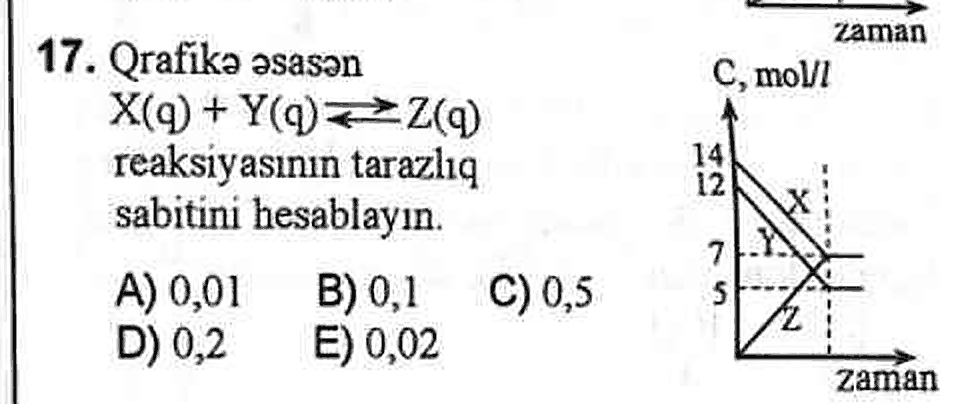 zaman
17. Qrafikə əsasən
X(q) + Y(q) ⇄ Z(q)
reaksiyasının tarazlıq
sabitini hesablayın.
A) 0,01 B) 0,1 C) 0,5
D) 0,2 E) 0,02
C, mol/l
14
12
X
Y
7
5
Z
zaman